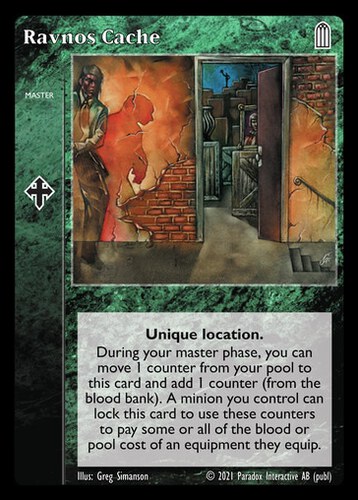 Ravnos Cache
MASTER
Unique location.
During your master phase, you can
move 1 counter from your pool to
this card and add 1 counter (from the
blood bank). A minion you control can
lock this card to use these counters
to pay some or all of the blood or
pool cost of an equipment they equip.
Illus: Greg Simanson © 2021 Paradox Interactive AB (publ)